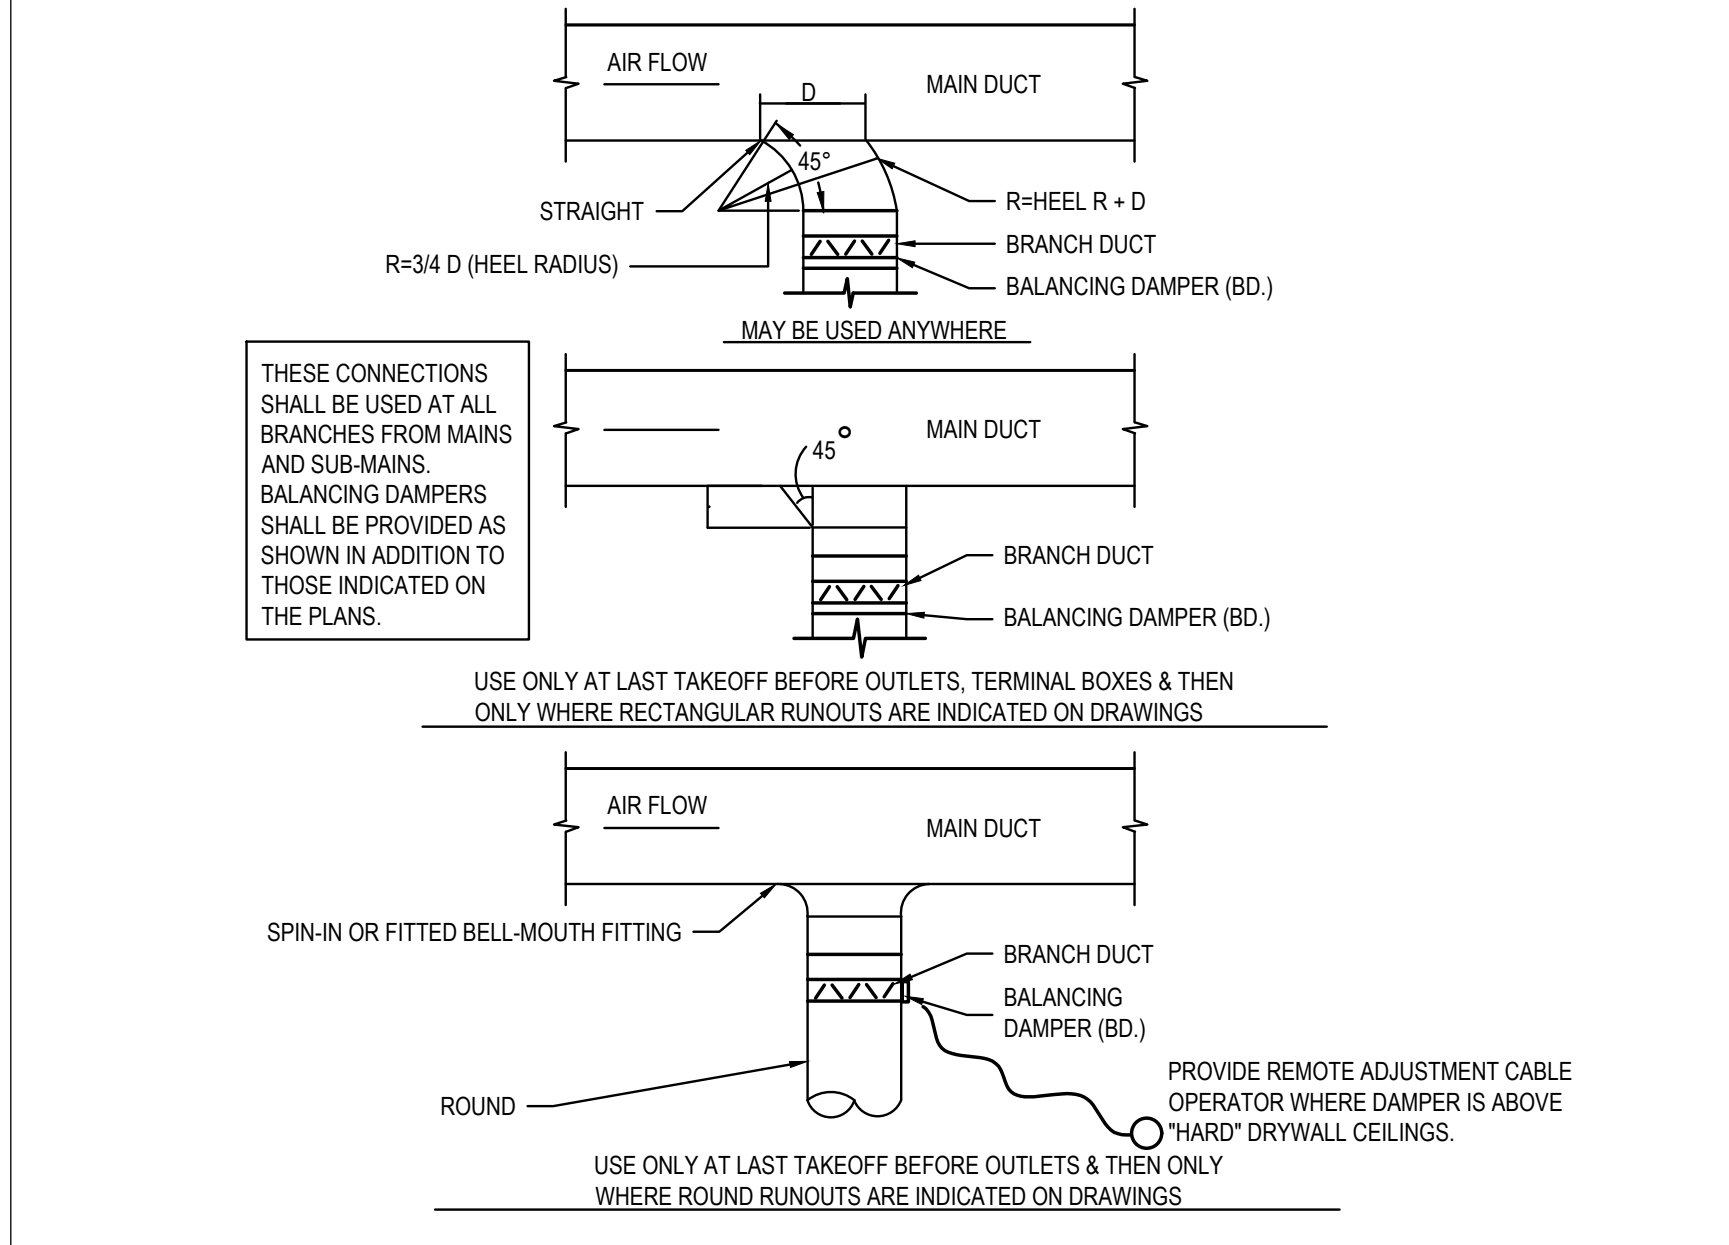 AIR FLOW
MAIN DUCT
D
45°
STRAIGHT
R=HEEL R + D
R=3/4 D (HEEL RADIUS)
BRANCH DUCT
BALANCING DAMPER (BD.)
MAY BE USED ANYWHERE
THESE CONNECTIONS
SHALL BE USED AT ALL
BRANCHES FROM MAINS
AND SUB-MAINS.
BALANCING DAMPERS
SHALL BE PROVIDED AS
SHOWN IN ADDITION TO
THOSE INDICATED ON
THE PLANS.
MAIN DUCT
45°
BRANCH DUCT
BALANCING DAMPER (BD.)
USE ONLY AT LAST TAKEOFF BEFORE OUTLETS, TERMINAL BOXES & THEN
ONLY WHERE RECTANGULAR RUNOUTS ARE INDICATED ON DRAWINGS
AIR FLOW
MAIN DUCT
SPIN-IN OR FITTED BELL-MOUTH FITTING
BRANCH DUCT
BALANCING
DAMPER (BD.)
ROUND
PROVIDE REMOTE ADJUSTMENT CABLE
OPERATOR WHERE DAMPER IS ABOVE
"HARD" DRYWALL CEILINGS.
USE ONLY AT LAST TAKEOFF BEFORE OUTLETS & THEN ONLY
WHERE ROUND RUNOUTS ARE INDICATED ON DRAWINGS